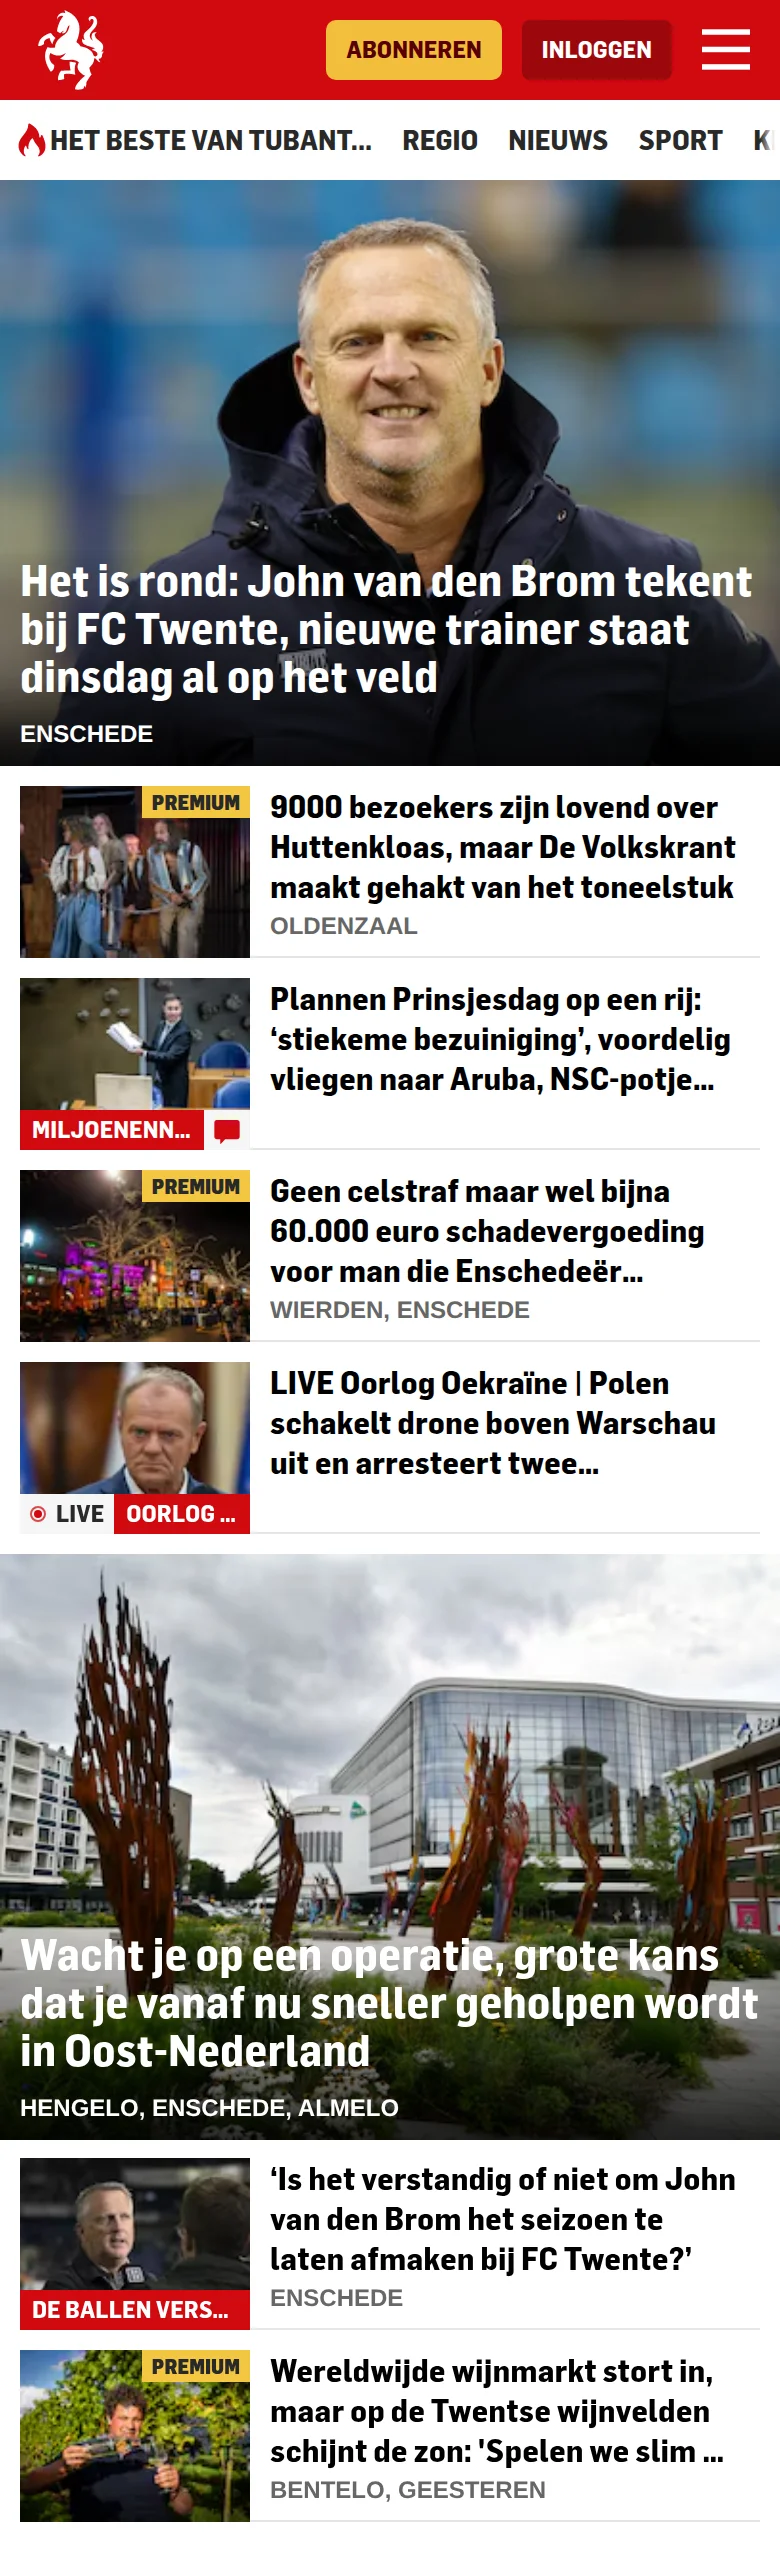 ABONNEREN
INLOGGEN
HET BESTE VAN TUBANT... REGIO NIEUWS SPORT
Het is rond: John van den Brom tekent
bij FC Twente, nieuwe trainer staat
dinsdag al op het veld
ENSCHEDE
PREMIUM
9000 bezoekers zijn lovend over
Huttenkloas, maar De Volkskrant
maakt gehakt van het toneelstuk
OLDENZAAL
Plannen Prinsjesdag op een rij:
‘stiekeme bezuiniging’, voordelig
vliegen naar Aruba, NSC-potje...
MILJOENENN...
PREMIUM
Geen celstraf maar wel bijna
60.000 euro schadevergoeding
voor man die Enschedeër...
WIERDEN, ENSCHEDE
LIVE Oorlog Oekraïne | Polen
schakelt drone boven Warschau
uit en arresteert twee...
LIVE
OORLOG ...
Wacht je op een operatie, grote kans
dat je vanaf nu sneller geholpen wordt
in Oost-Nederland
HENGELO, ENSCHEDE, ALMELO
‘Is het verstandig of niet om John
van den Brom het seizoen te
laten afmaken bij FC Twente?’
DE BALLEN VERS...
ENSCHEDE
PREMIUM
Wereldwijde wijnmarkt stort in,
maar op de Twentse wijnvelden
schijnt de zon: 'Spelen we slim ...
BENTELO, GEESTEREN